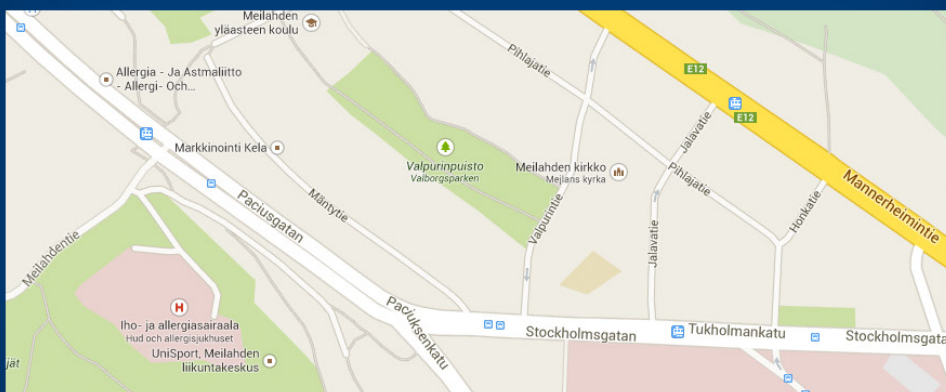 Meilahden
yläasteen koulu
Allergia - Ja Astmaliitto
- Allergi- Och...
Markkinointi Kela
Valpurinpuisto
Valborgsparken
Meilahden kirkko
Mejlans kyrka
Pihlajatie
E12
E12
Jalavatie
Pihlajatie
Mannerheimintie
Honkatie
Valpurintie
Jalavatie
Mäntytie
Paciusgatan
Meilahdentie
Iho- ja allergiasairaala
Hud och allergisjukhuset
UniSport, Meilahden
liikuntakeskus
Paciuksenkatu
Stockholmsgatan
Tukholmankatu
Stockholmsgata
jät
H